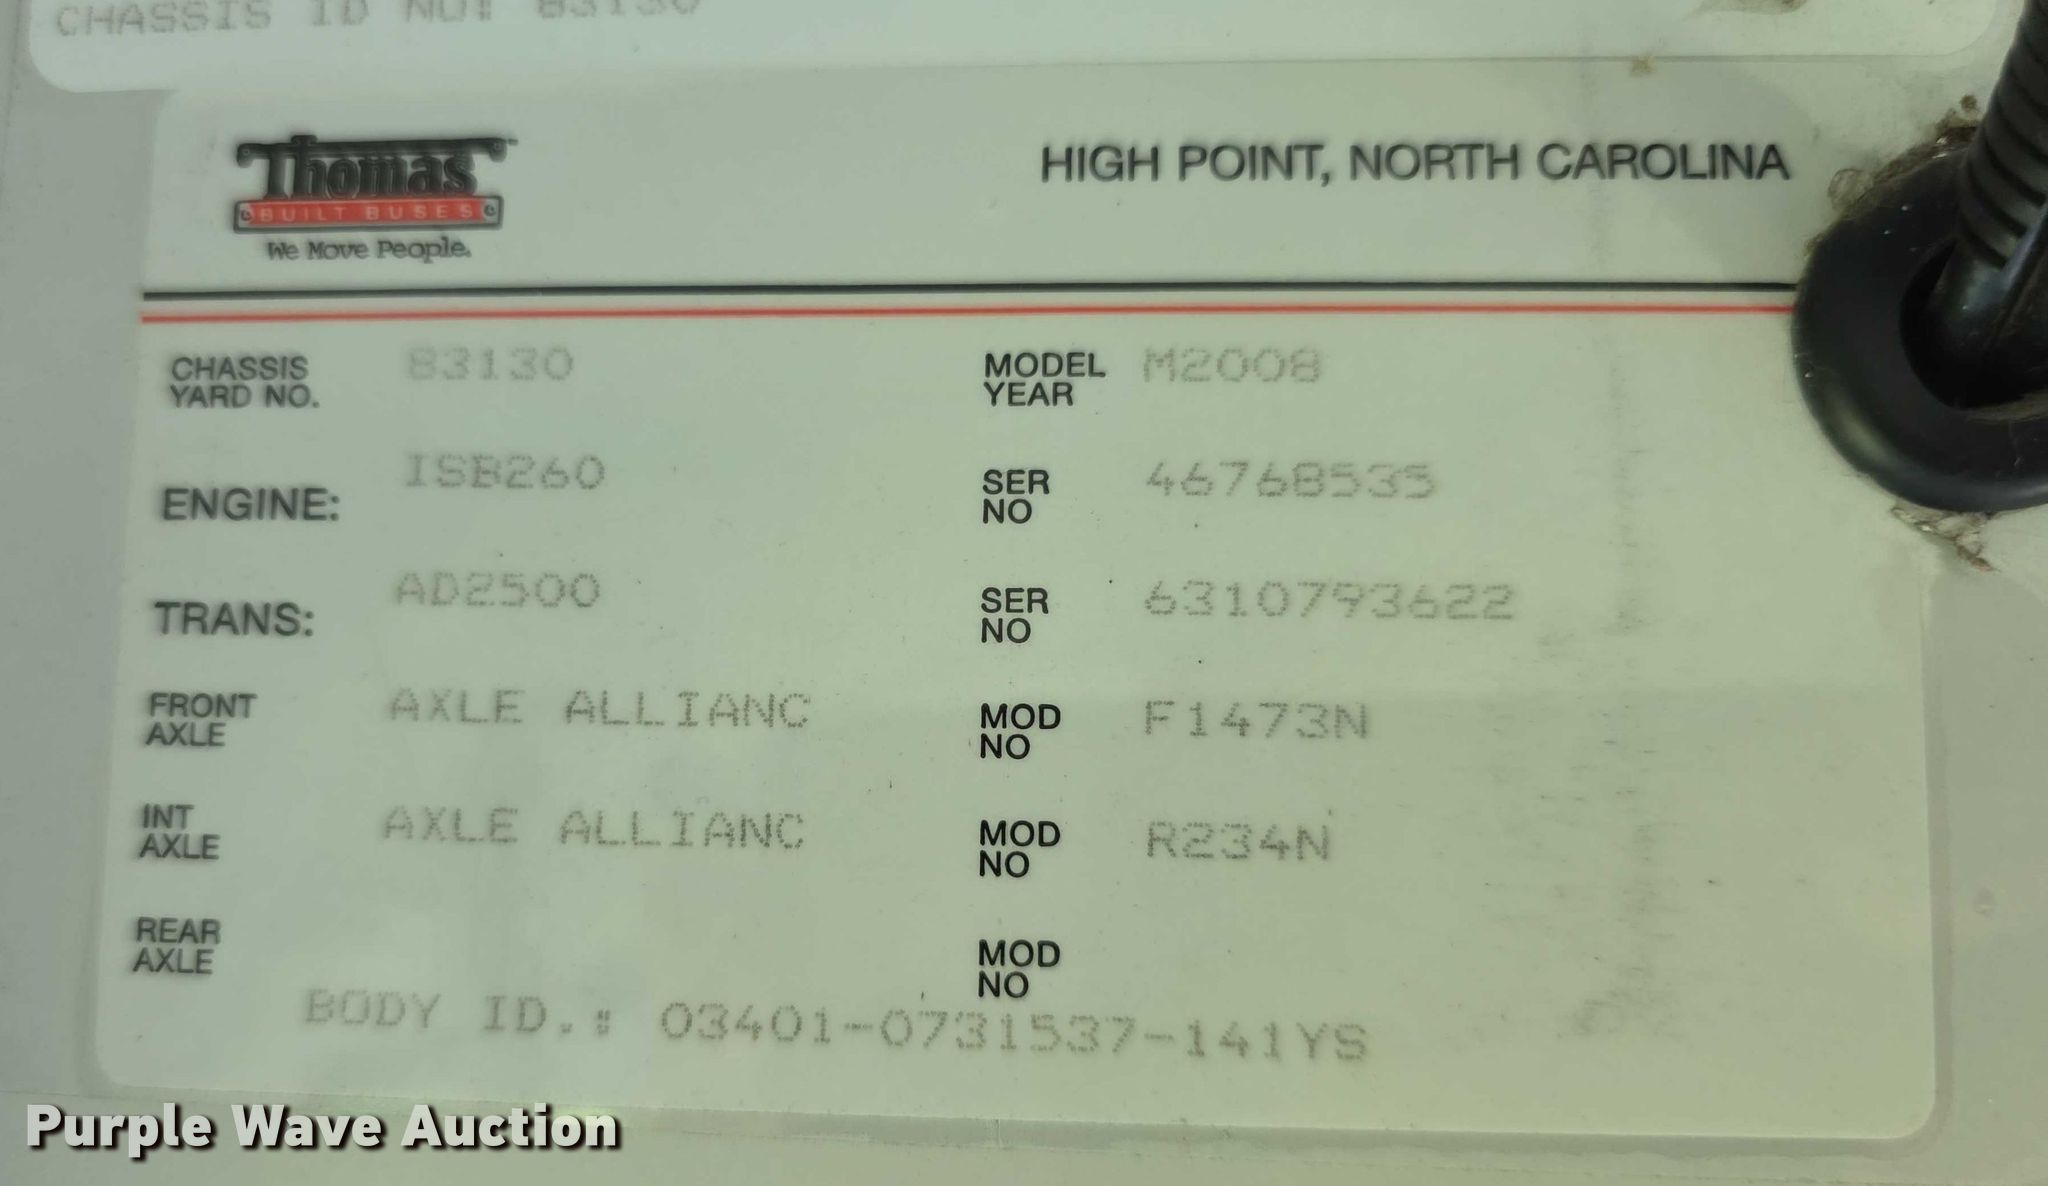 CHASSIS ID NO: 83130
Thomas
BUILT BUSES
We Move People.
HIGH POINT, NORTH CAROLINA
CHASSIS YARD NO. 83130 MODEL YEAR M2008
ENGINE: ISB260 SER NO 46768535
TRANS: AD2500 SER NO 6310793622
FRONT AXLE AXLE ALLIANC MOD NO F1473N
INT AXLE AXLE ALLIANC MOD NO R234N
REAR AXLE MOD NO
BODY ID.: 03401-0731537-141YS
Purple Wave Auction